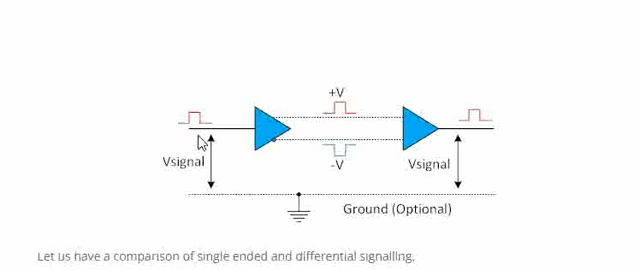 +V
Vsignal
-V
Vsignal
Ground (Optional)
Let us have a comparison of single ended and differential signalling.